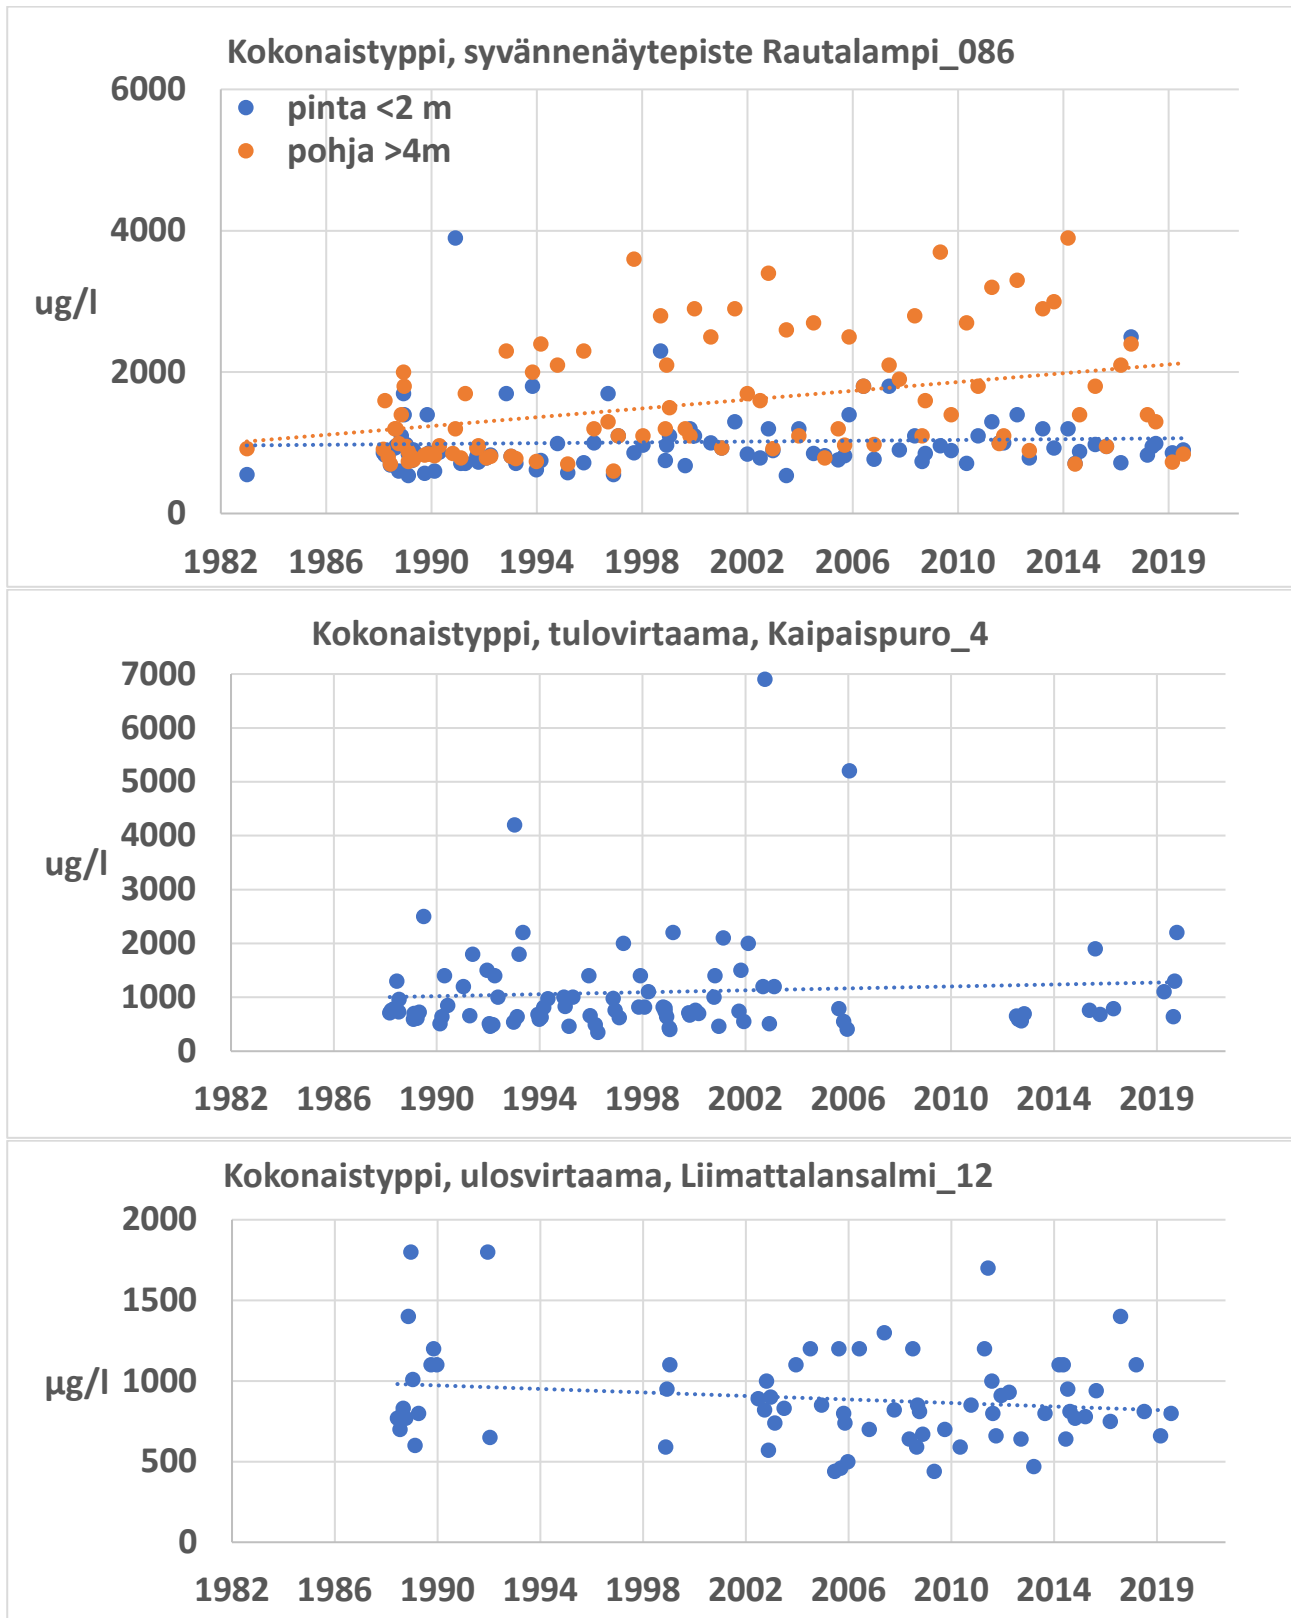 Kokonaistyppi, syvännenäytepiste Rautalampi_086
6000
pinta <2 m
pohja >4m
4000
ug/l
2000
0
1982 1986 1990 1994 1998 2002 2006 2010 2014 2019
Kokonaistyppi, tulovirtaama, Kaipaispuro_4
7000
6000
5000
4000
ug/l
3000
2000
1000
0
1982 1986 1990 1994 1998 2002 2006 2010 2014 2019
Kokonaistyppi, ulosvirtaama, Liimattalansalmi_12
2000
1500
µg/l
1000
500
0
1982 1986 1990 1994 1998 2002 2006 2010 2014 2019